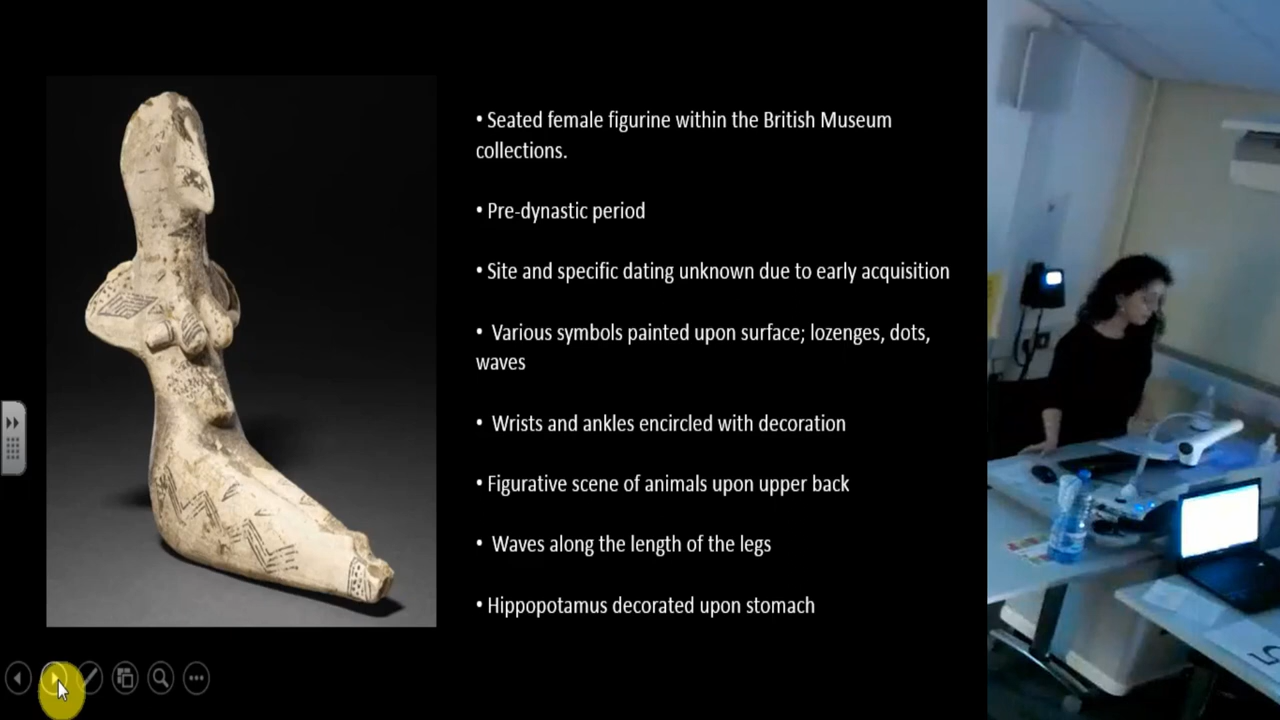 • Seated female figurine within the British Museum
collections.
• Pre-dynastic period
• Site and specific dating unknown due to early acquisition
• Various symbols painted upon surface; lozenges, dots,
waves
• Wrists and ankles encircled with decoration
• Figurative scene of animals upon upper back
• Waves along the length of the legs
• Hippopotamus decorated upon stomach